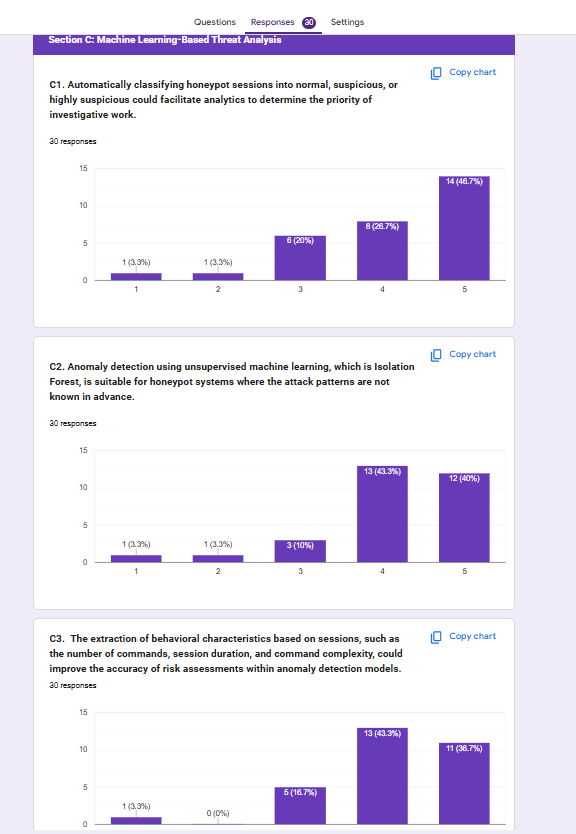 Questions Responses 30 Settings
Section C: Machine Learning-Based Threat Analysis
Copy chart
C1. Automatically classifying honeypot sessions into normal, suspicious, or
highly suspicious could facilitate analytics to determine the priority of
investigative work.
30 responses
15
10
5
0
1 (3.3%)
1 (3.3%)
6 (20%)
8 (26.7%)
14 (46.7%)
1 2 3 4 5
Copy chart
C2. Anomaly detection using unsupervised machine learning, which is Isolation
Forest, is suitable for honeypot systems where the attack patterns are not
known in advance.
30 responses
15
10
5
0
1 (3.3%)
1 (3.3%)
3 (10%)
13 (43.3%)
12 (40%)
1 2 3 4 5
Copy chart
C3. The extraction of behavioral characteristics based on sessions, such as
the number of commands, session duration, and command complexity, could
improve the accuracy of risk assessments within anomaly detection models.
30 responses
15
10
5
0
1 (3.3%)
0 (0%)
5 (16.7%)
13 (43.3%)
11 (36.7%)